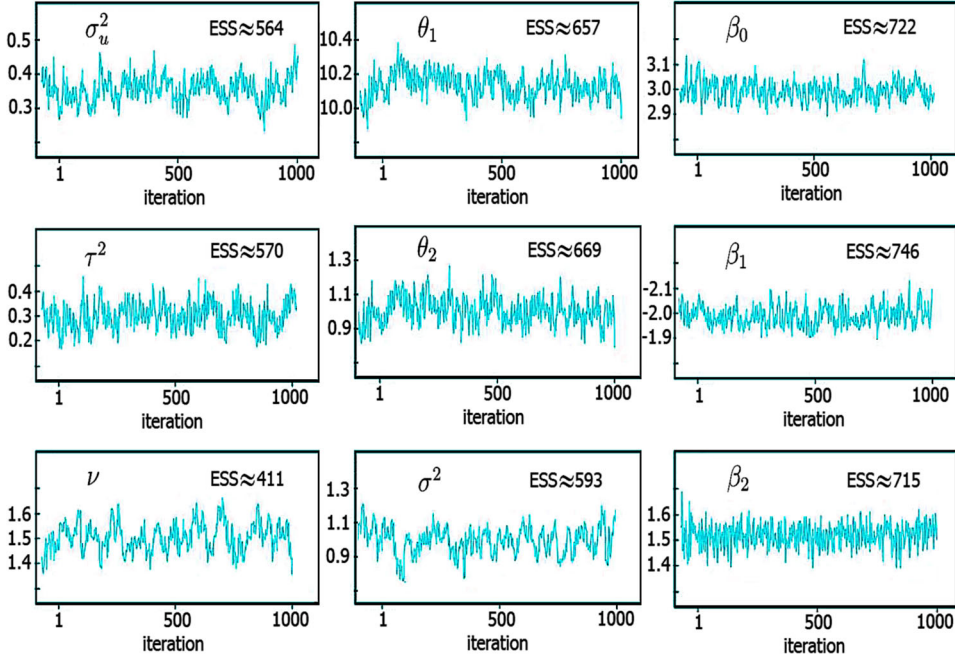 σ_u^2 ESS≈564
0.5
0.4
0.3
1 500 1000
iteration
θ_1 ESS≈657
10.4
10.2
10.0
1 500 1000
iteration
β_0 ESS≈722
3.1
3.0
2.9
1 500 1000
iteration
τ^2 ESS≈570
0.4
0.3
0.2
1 500 1000
iteration
θ_2 ESS≈669
1.3
1.1
0.9
1 500 1000
iteration
β_1 ESS≈746
-2.1
-2.0
-1.9
1 500 1000
iteration
ν ESS≈411
1.6
1.5
1.4
1 500 1000
iteration
σ^2 ESS≈593
1.3
1.1
0.9
1 500 1000
iteration
β_2 ESS≈715
1.6
1.5
1.4
1 500 1000
iteration